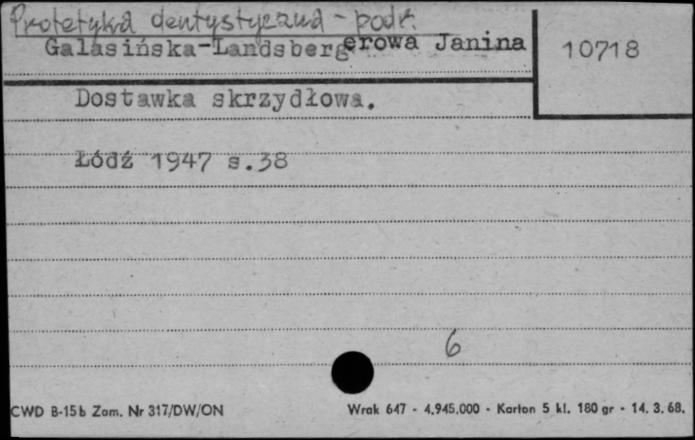 Protetyka dentystyczna - podr.
Galasińska-Landsbergerowa Janina
10718
Dostawka skrzydłowa.
Łódź 1947 s.38
6
CWD B-15b Zam. Nr 317/DW/ON Wrak 647 - 4.945.000 - Karton 5 kl. 180 gr - 14. 3. 68.